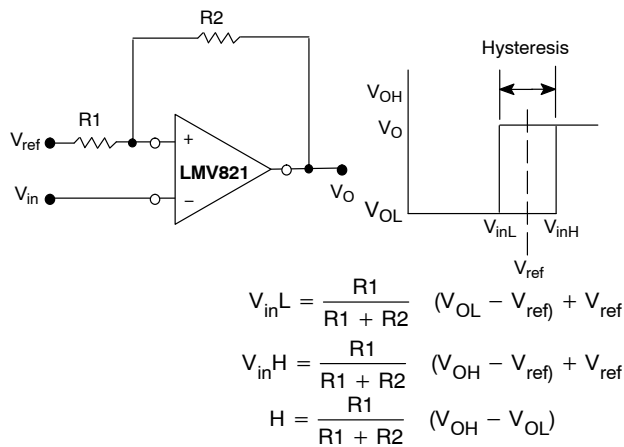 R2
Hysteresis
R1
V_OH
V_O
V_ref
+
LMV821
V_in
−
V_O
V_OL
V_inL
V_inH
V_ref
V_inL = R1 / (R1 + R2) (V_OL − V_ref) + V_ref
V_inH = R1 / (R1 + R2) (V_OH − V_ref) + V_ref
H = R1 / (R1 + R2) (V_OH − V_OL)